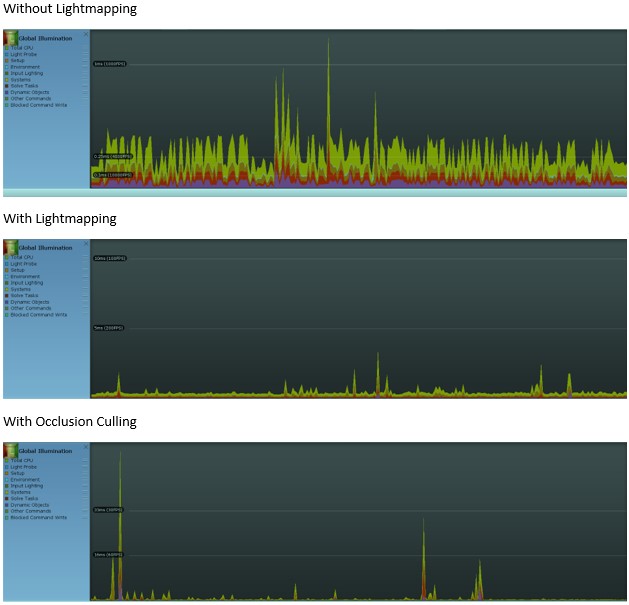 Without Lightmapping
Global Illumination
Total CPU
Light Probe
Setup
Environment
Input Lighting
Systems
Solve Tasks
Dynamic Objects
Other Commands
Blocked Command Write
1ms (1000FPS)
0.25ms (4000FPS)
0.1ms (10000FPS)
With Lightmapping
Global Illumination
Total CPU
Light Probe
Setup
Environment
Input Lighting
Systems
Solve Tasks
Dynamic Objects
Other Commands
Blocked Command Write
10ms (100FPS)
5ms (200FPS)
With Occlusion Culling
Global Illumination
Total CPU
Light Probe
Setup
Environment
Input Lighting
Systems
Solve Tasks
Dynamic Objects
Other Commands
Blocked Command Write
(30FPS)
(60FPS)